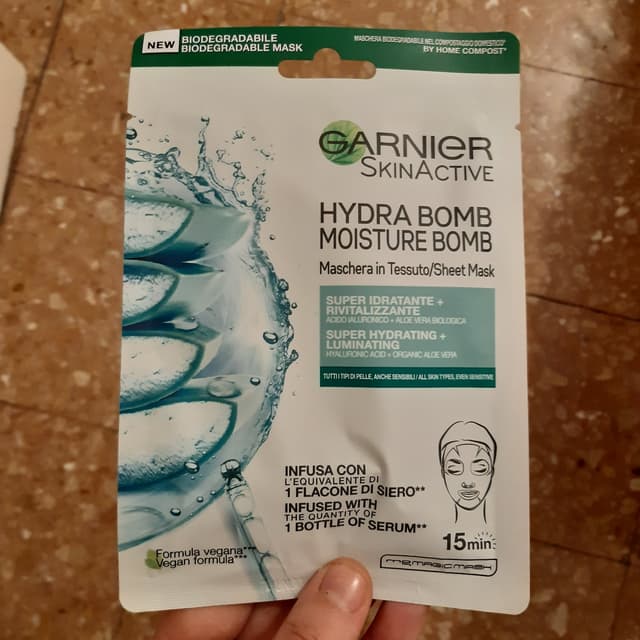 NEW BIODEGRADABILE
BIODEGRADABLE MASK
MASCHERA BIODEGRADABILE NEL COMPOSTAGGIO DOMESTICO*
BY HOME COMPOST*
GARNIER
SKINACTIVE
HYDRA BOMB
MOISTURE BOMB
Maschera in Tessuto/Sheet Mask
SUPER IDRATANTE +
RIVITALIZZANTE
ACIDO IALURONICO + ALOE VERA BIOLOGICA
SUPER HYDRATING +
LUMINATING
HYALURONIC ACID + ORGANIC ALOE VERA
TUTTI I TIPI DI PELLE, ANCHE SENSIBILI / ALL SKIN TYPES, EVEN SENSITIVE
INFUSA CON
L'EQUIVALENTE DI
1 FLACONE DI SIERO**
INFUSED WITH
THE QUANTITY OF
1 BOTTLE OF SERUM**
15min
Formula vegana***
Vegan formula***